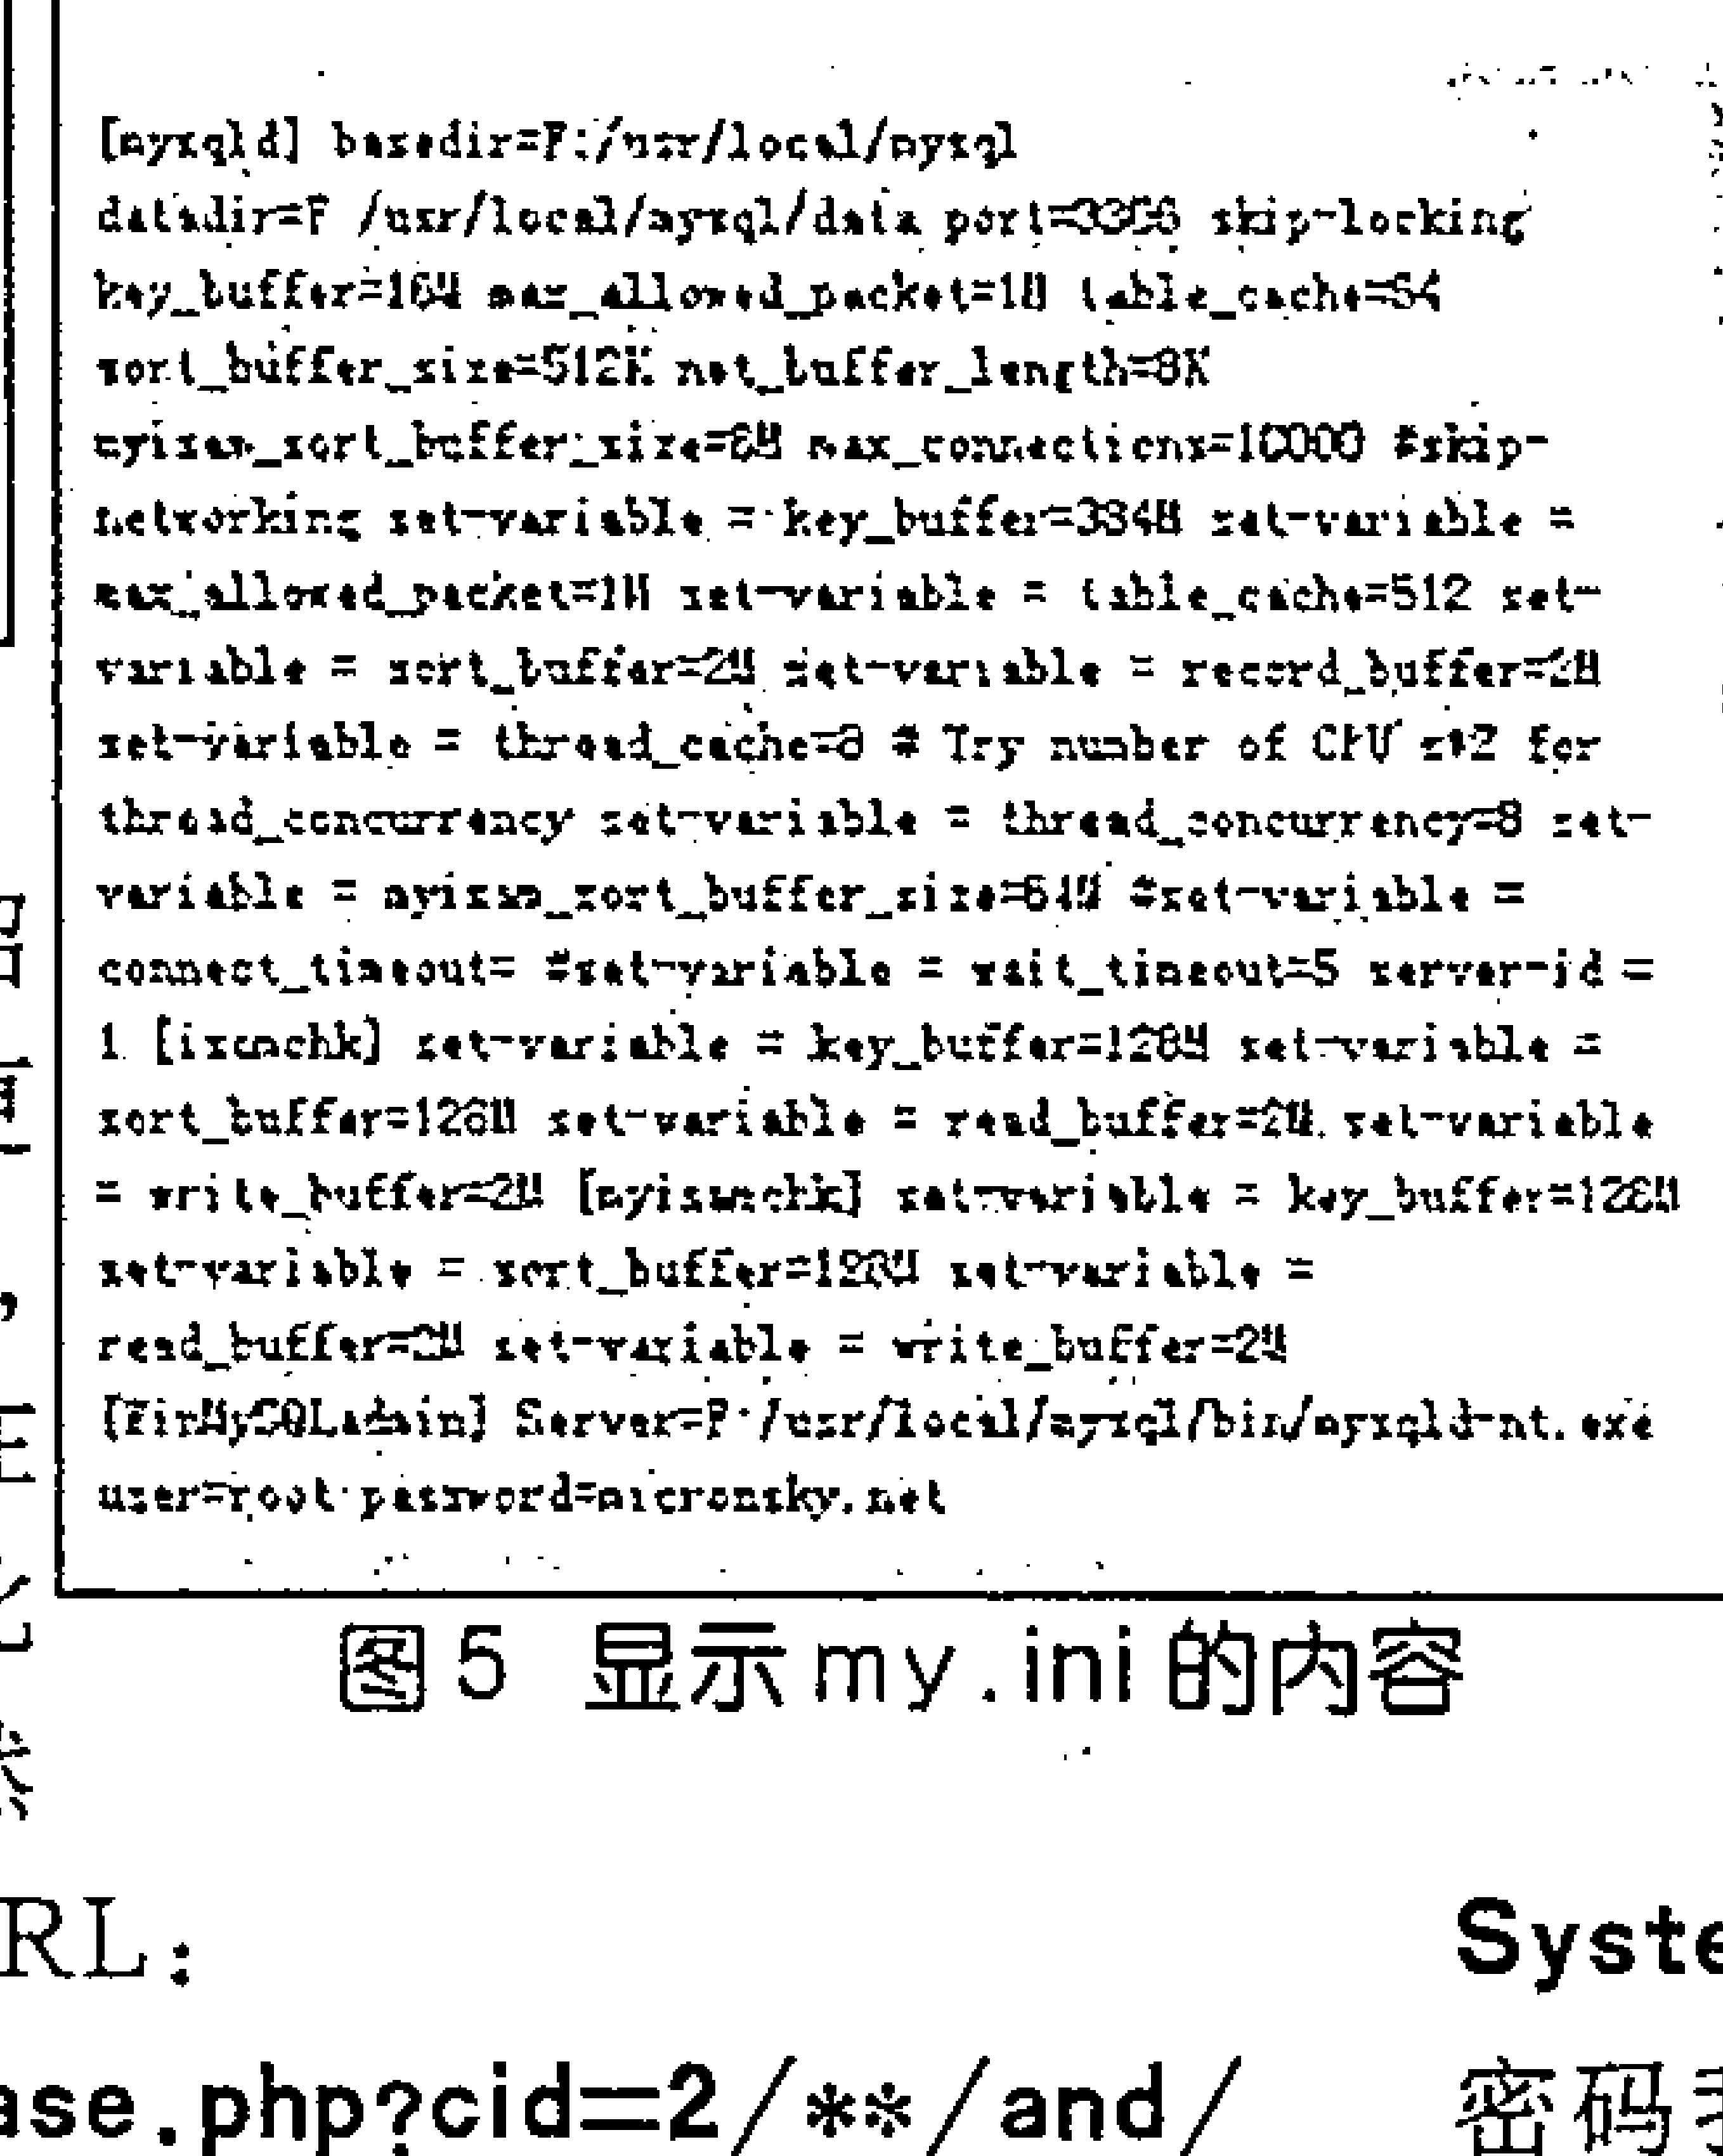 [mysqld] basedir=F:/usr/local/mysql
datadir=F:/usr/local/mysql/data port=3306 skip-locking
key_buffer=16M max_allowed_packet=1M table_cache=64
sort_buffer_size=512K net_buffer_length=8K
myisam_sort_buffer_size=8M max_connections=10000 #skip-
networking set-variable = key_buffer=384M set-variable =
max_allowed_packet=1M set-variable = table_cache=512 set-
variable = sort_buffer=2M set-variable = record_buffer=2M
set-variable = thread_cache=8 # Try number of CPU's*2 for
thread_concurrency set-variable = thread_concurrency=8 set-
variable = myisam_sort_buffer_size=64M #set-variable =
connect_timeout= #set-variable = wait_timeout=5 server-id =
1 [isamchk] set-variable = key_buffer=128M set-variable =
sort_buffer=128M set-variable = read_buffer=2M set-variable
= write_buffer=2M [myisamchk] set-variable = key_buffer=128M
set-variable = sort_buffer=128M set-variable =
read_buffer=2M set-variable = write_buffer=2M
[WinMySQLadmin] Server=F:/usr/local/mysql/bin/mysqld-nt.exe
user=root password=micronsky.net
图5 显示my.ini的内容
RL:
Syste
ase.php?cid=2/**/and/
密码